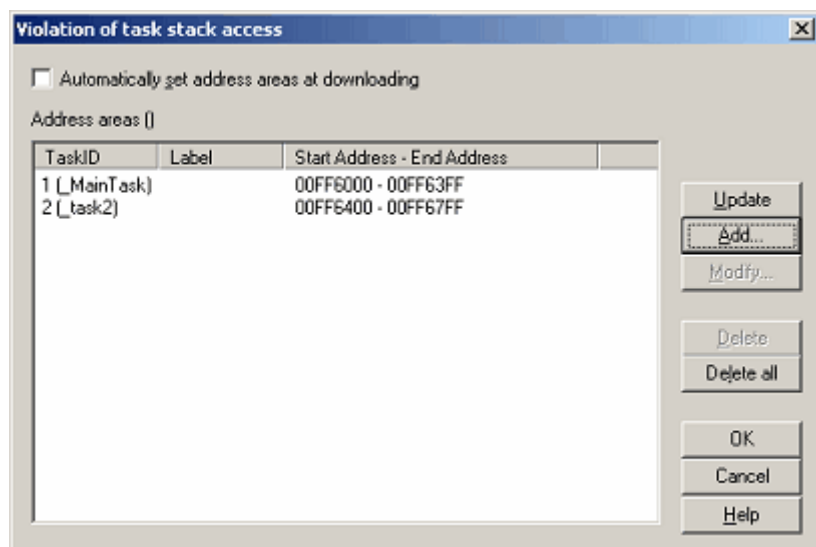 Violation of task stack access
Automatically set address areas at downloading
Address areas ()
TaskID Label Start Address - End Address
1 (_MainTask) 00FF6000 - 00FF63FF
2 (_task2) 00FF6400 - 00FF67FF
Update
Add...
Modify...
Delete
Delete all
OK
Cancel
Help